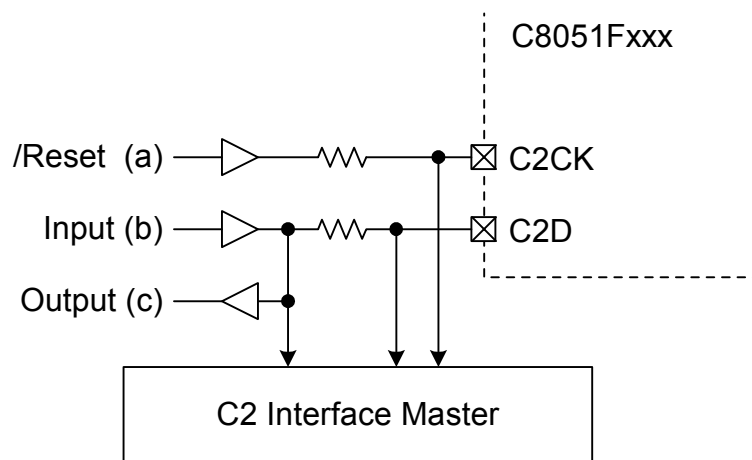 C8051Fxxx
/Reset (a)
C2CK
Input (b)
C2D
Output (c)
C2 Interface Master